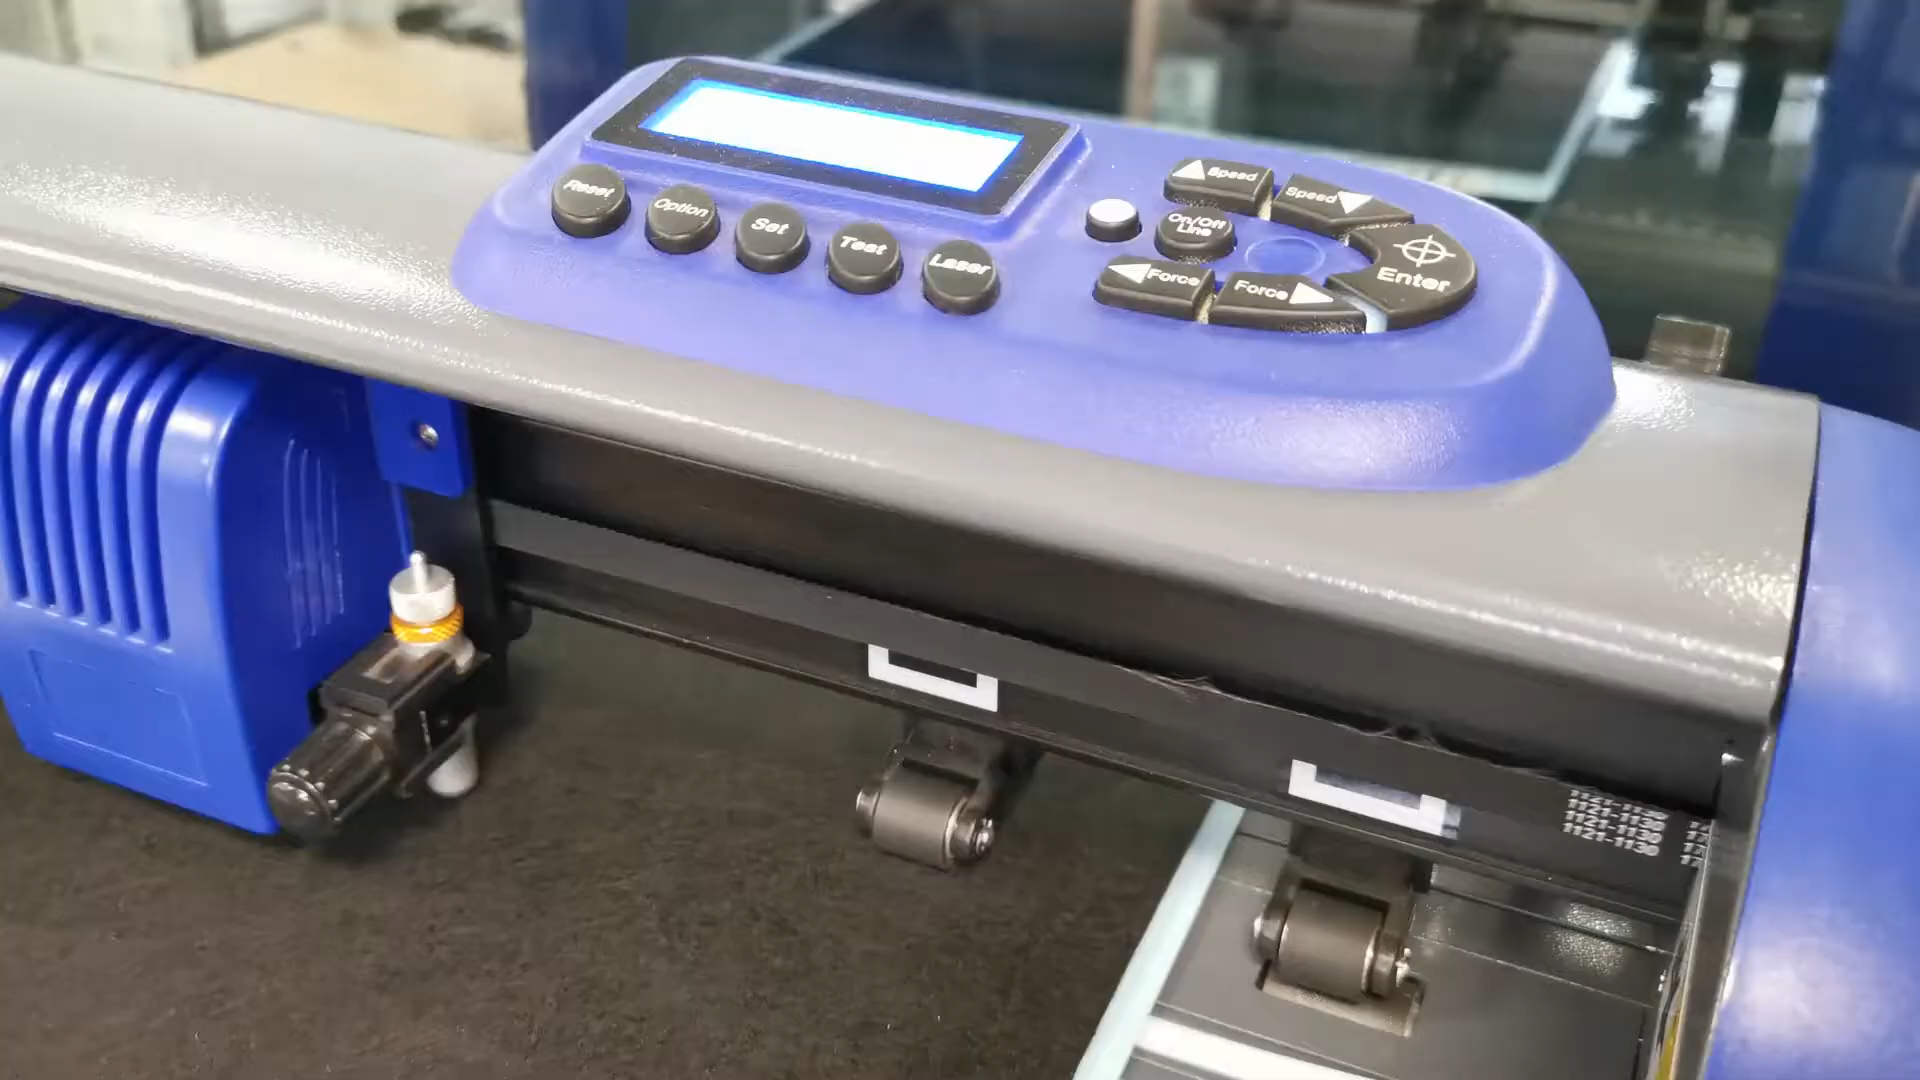 Reset
Option
Set
Test
Laser
Speed
Speed
On/Off
Line
Enter
Force
Force
1121-1130
1121-1130
1121-1130